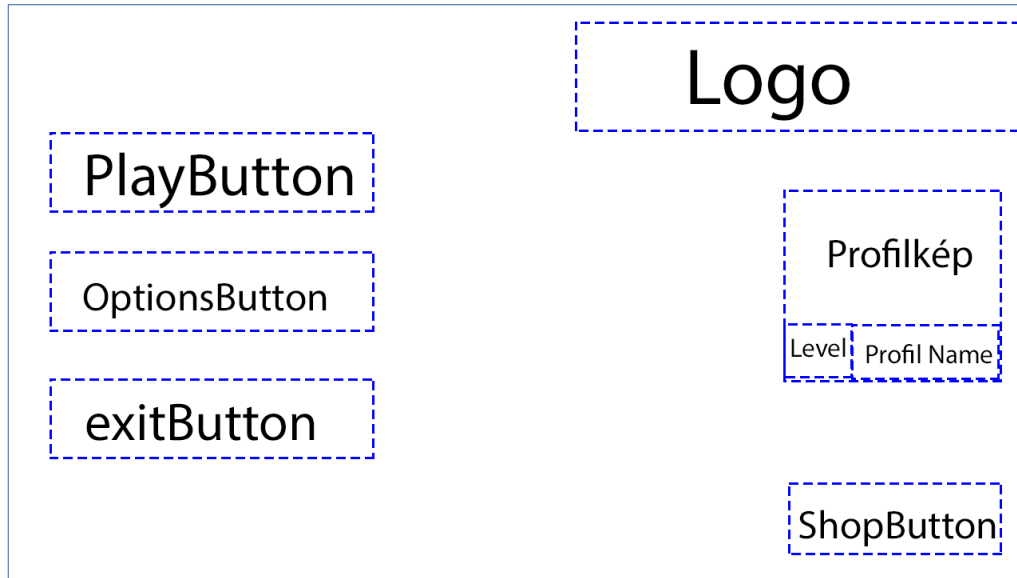 Logo
PlayButton
Profilkép
OptionsButton
Level
Profil Name
exitButton
ShopButton